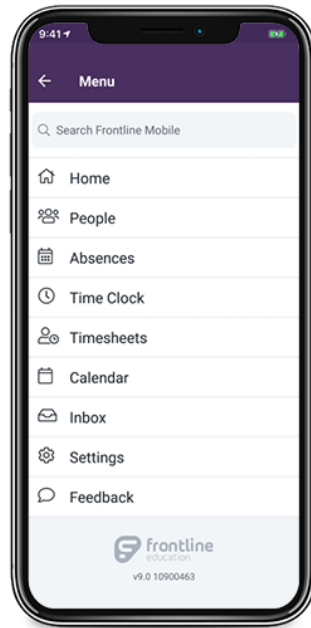 9:41
Menu
Search Frontline Mobile
Home
People
Absences
Time Clock
Timesheets
Calendar
Inbox
Settings
Feedback
frontline
education
v9.0 10900463